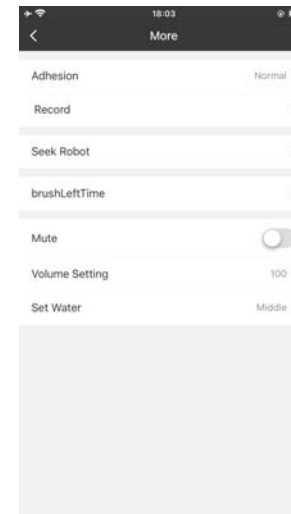 18:03
More
Adhesion Normal
Record
Seek Robot
brushLeftTime
Mute
Volume Setting 100
Set Water Middle